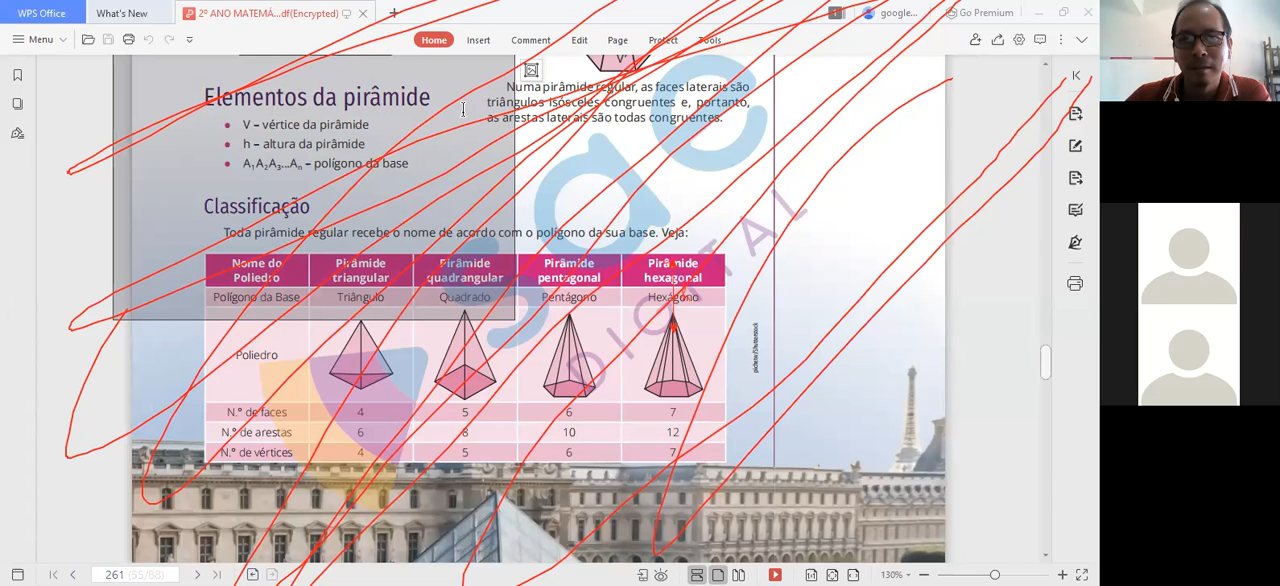 WPS Office
What's New
2º ANO MATEMÁ...df(Encrypted)
1
google...
Go Premium
Menu
Home
Insert
Comment
Edit
Page
Protect
Tools
Elementos da pirâmide
V – vértice da pirâmide
h – altura da pirâmide
A1A2A3...An – polígono da base
V'
Numa pirâmide regular, as faces laterais são
triângulos isósceles congruentes e, portanto,
as arestas laterais são todas congruentes.
Classificação
Toda pirâmide regular recebe o nome de acordo com o polígono da sua base. Veja:
Nome do Poliedro Pirâmide triangular Pirâmide quadrangular Pirâmide pentagonal Pirâmide hexagonal
Polígono da Base Triângulo Quadrado Pentágono Hexágono
Poliedro
N.º de faces 4 5 6 7
N.º de arestas 6 8 10 12
N.º de vértices 4 5 6 7
sae
DIGITAL
261 (55/88)
130%